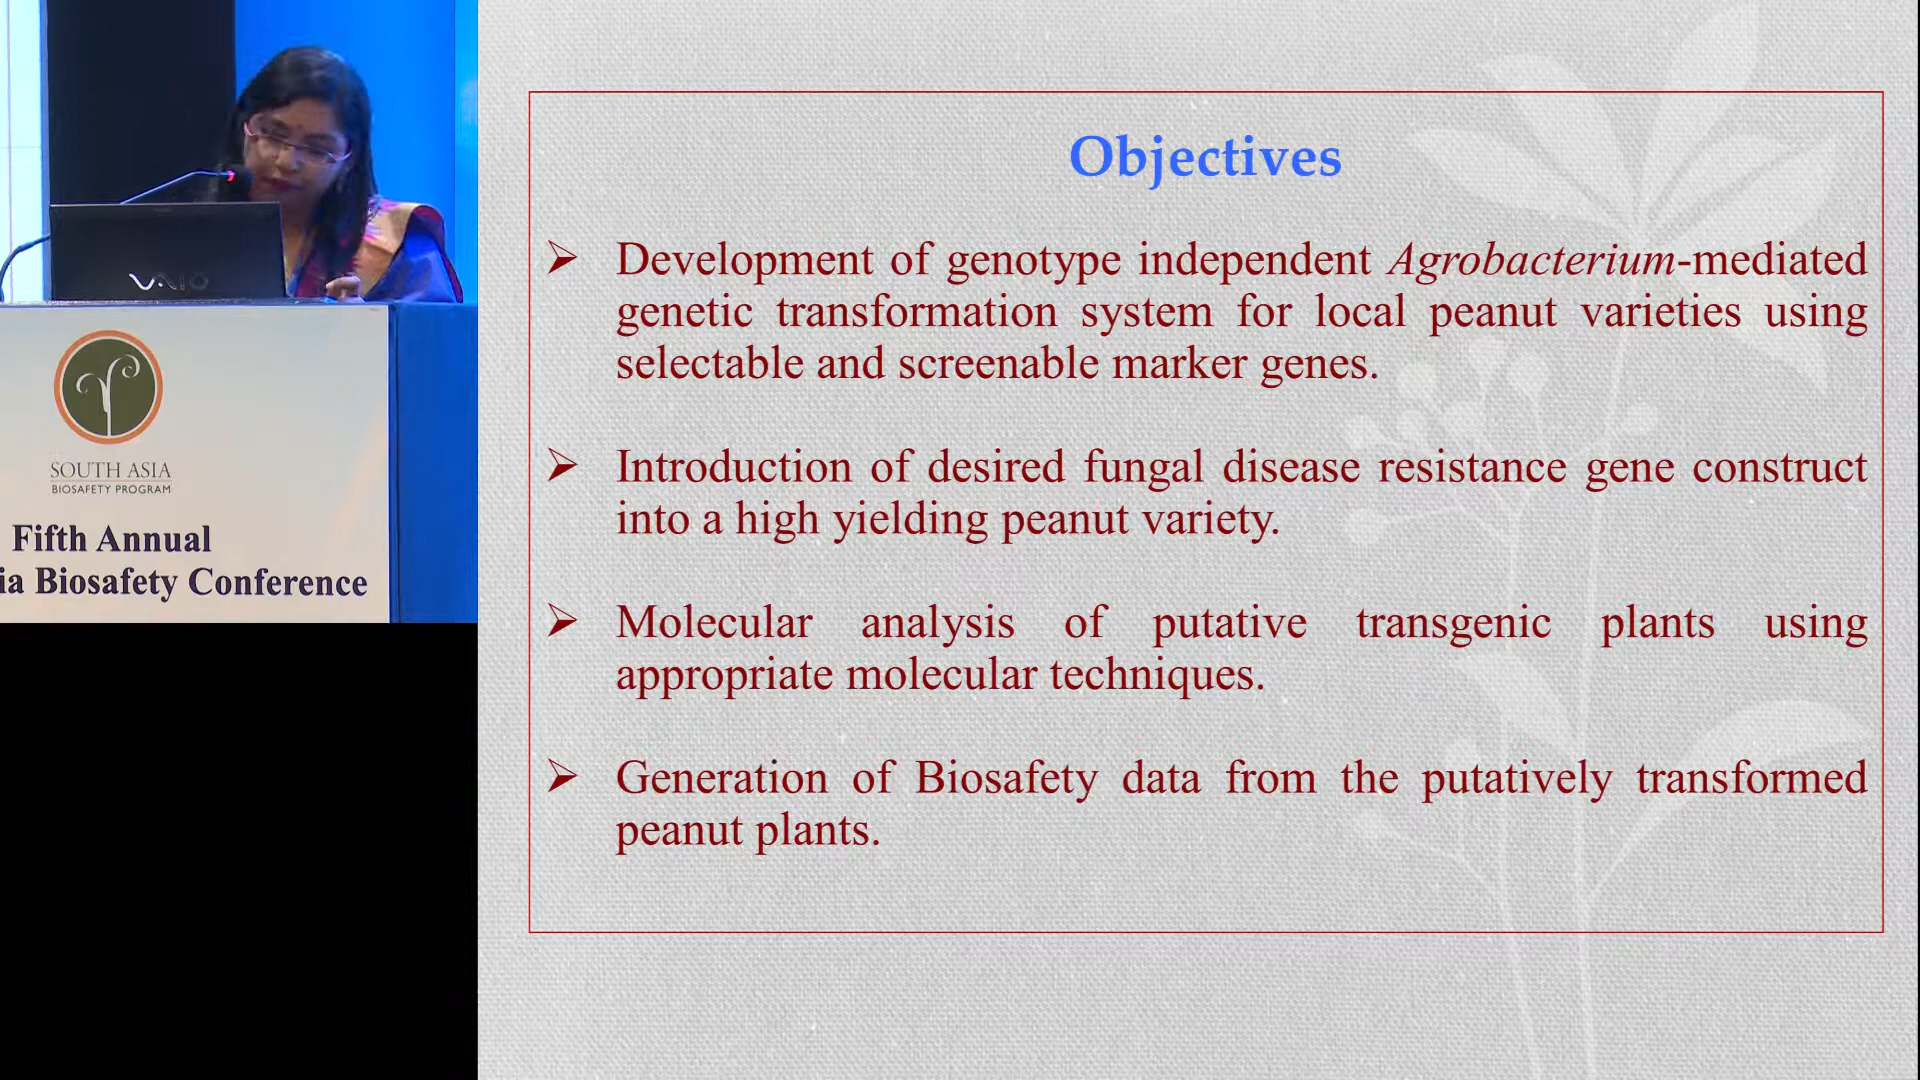 VAIO
SOUTH ASIA
BIOSAFETY PROGRAM
Fifth Annual
ia Biosafety Conference
Objectives
➢ Development of genotype independent Agrobacterium-mediated
genetic transformation system for local peanut varieties using
selectable and screenable marker genes.
➢ Introduction of desired fungal disease resistance gene construct
into a high yielding peanut variety.
➢ Molecular analysis of putative transgenic plants using
appropriate molecular techniques.
➢ Generation of Biosafety data from the putatively transformed
peanut plants.